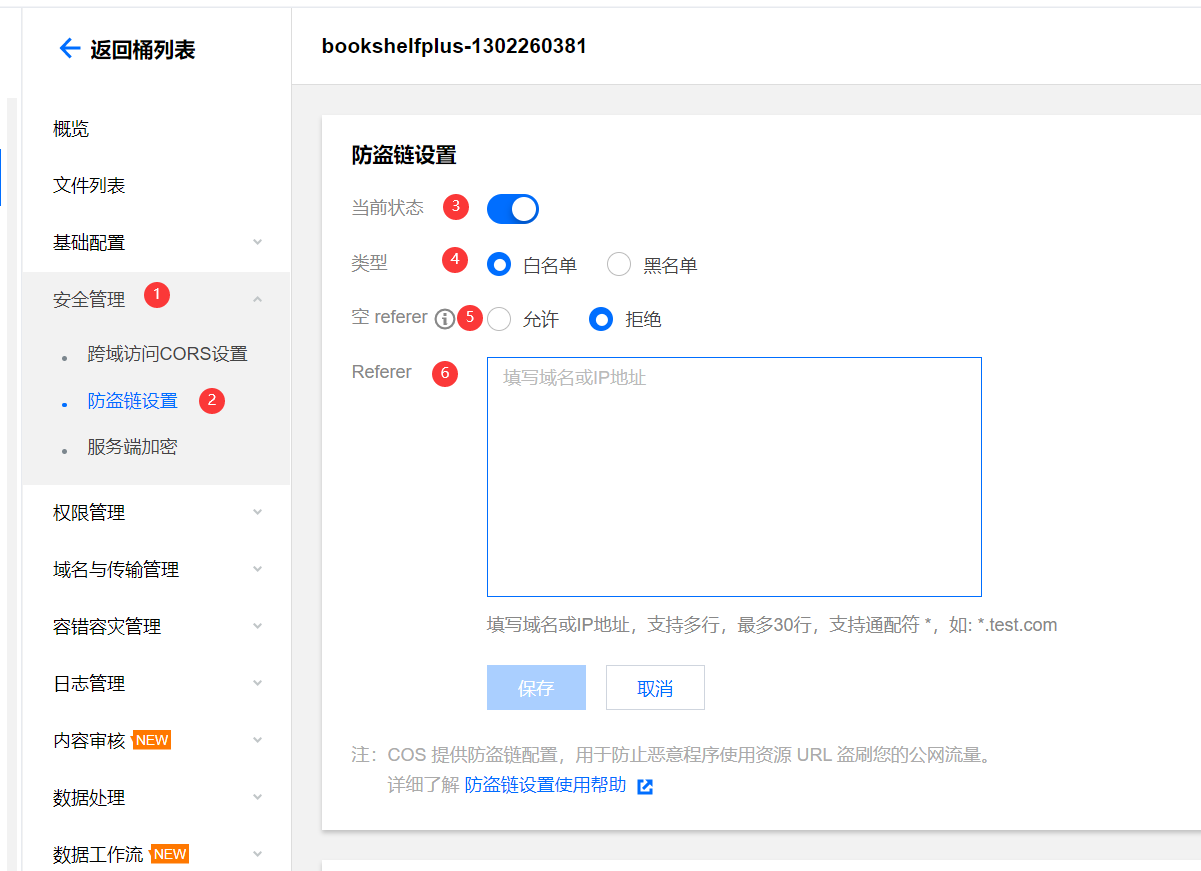 返回桶列表
bookshelfplus-1302260381
概览
文件列表
基础配置
安全管理 1
跨域访问CORS设置
防盗链设置 2
服务端加密
权限管理
域名与传输管理
容错容灾管理
日志管理
内容审核 NEW
数据处理
数据工作流 NEW
防盗链设置
当前状态 3
类型 4 白名单 黑名单
空 referer 5 允许 拒绝
Referer 6 填写域名或IP地址
填写域名或IP地址，支持多行，最多30行，支持通配符 *，如: *.test.com
保存 取消
注： COS 提供防盗链配置，用于防止恶意程序使用资源 URL 盗刷您的公网流量。
详细了解 防盗链设置使用帮助